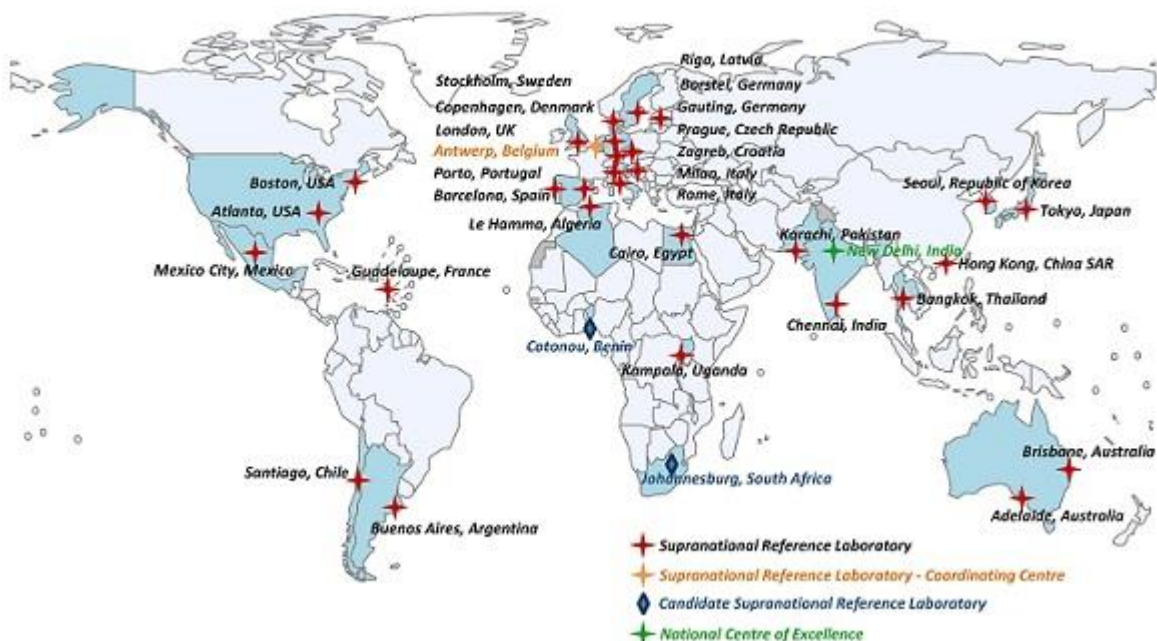 Riga, Latvia
Stockholm, Sweden
Borstel, Germany
Copenhagen, Denmark
Gauting, Germany
London, UK
Prague, Czech Republic
Antwerp, Belgium
Zagreb, Croatia
Porto, Portugal
Milao, Italy
Boston, USA
Barcelona, Spain
Rome, Italy
Seoul, Republic of Korea
Atlanta, USA
Tokyo, Japan
Le Hamma, Algeria
Karachi, Pakistan
Cairo, Egypt
New Delhi, India
Mexico City, Mexico
Guadeloupe, France
Hong Kong, China SAR
Bangkok, Thailand
Chennai, India
Cotonou, Benin
Kampala, Uganda
Brisbane, Australia
Santiago, Chile
Johannesburg, South Africa
Adelaide, Australia
Buenos Aires, Argentina
Supranational Reference Laboratory
Supranational Reference Laboratory - Coordinating Centre
Candidate Supranational Reference Laboratory
National Centre of Excellence